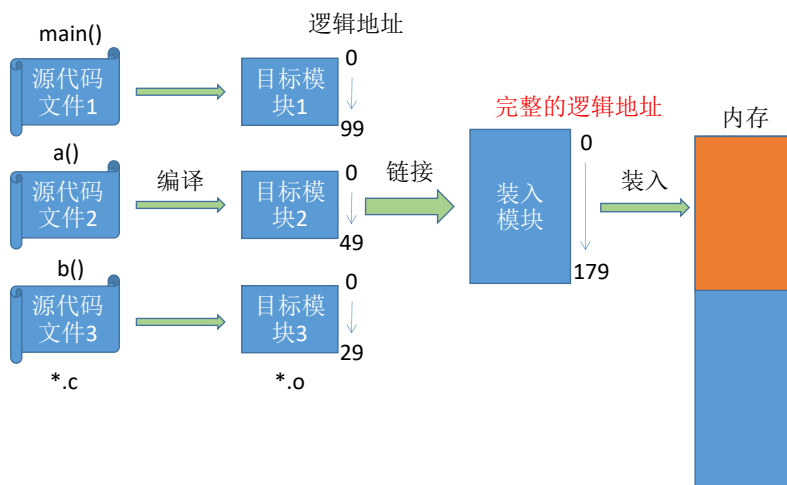 main()
源代码
文件1
逻辑地址
目标模
块1
0
99
a()
源代码
文件2
编译
目标模
块2
0
49
链接
完整的逻辑地址
装入
模块
0
179
装入
内存
b()
源代码
文件3
目标模
块3
0
29
*.c
*.o